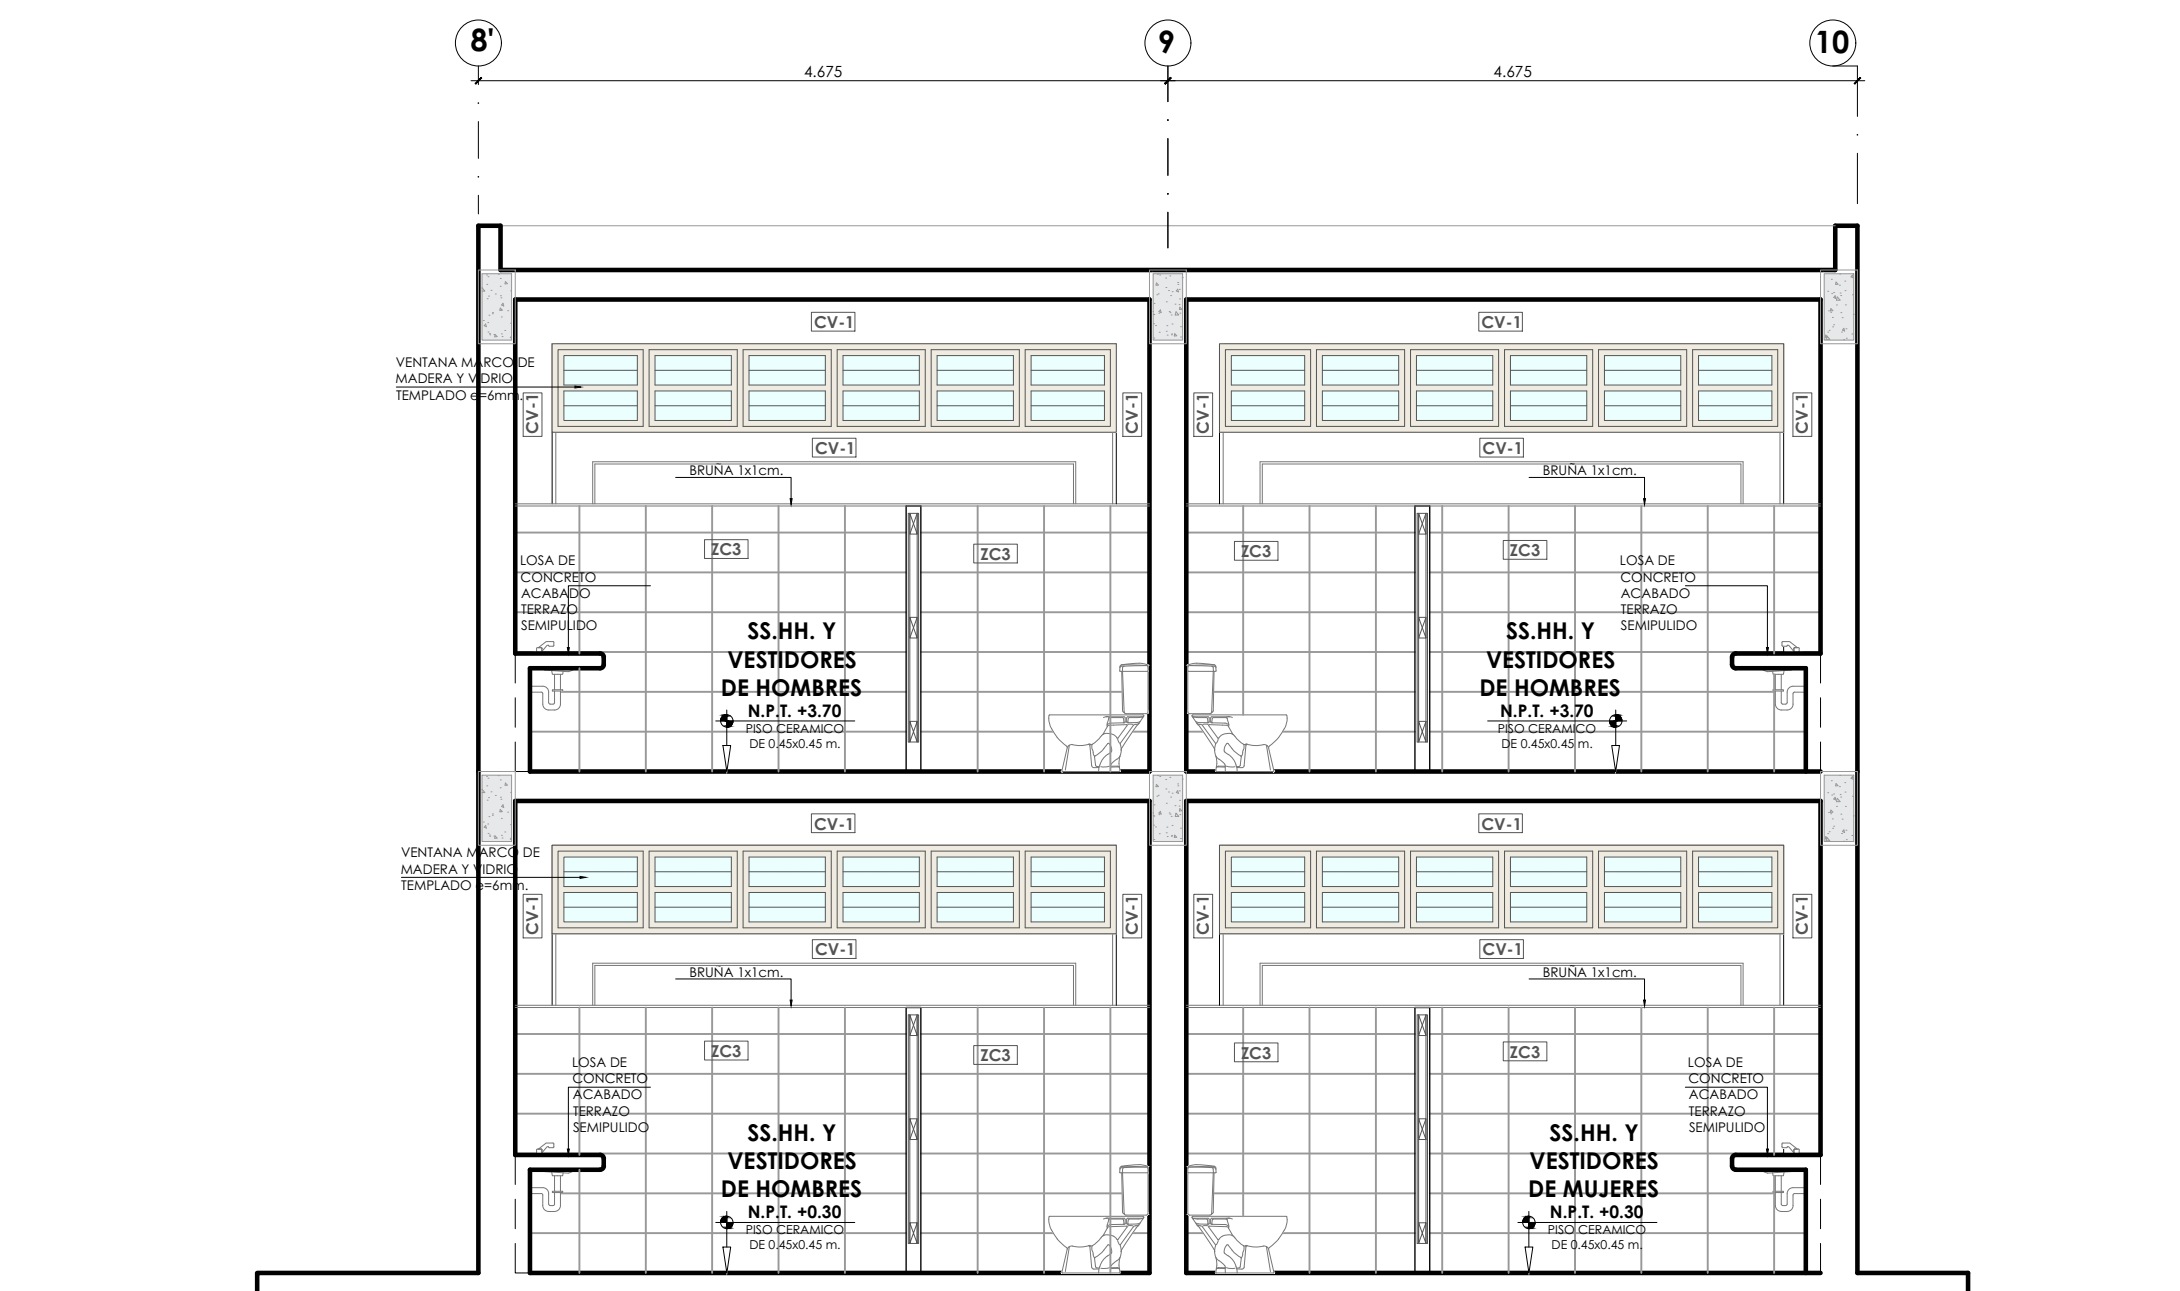 8'
9
10
4.675
4.675
CV-1
CV-1
VENTANA MARCO DE
MADERA Y VIDRIO
TEMPLADO e=6mm.
CV-1
CV-1
CV-1
CV-1
CV-1
CV-1
BRUÑA 1x1cm.
BRUÑA 1x1cm.
ZC3
ZC3
ZC3
ZC3
LOSA DE
CONCRETO
ACABADO
TERRAZO
SEMIPULIDO
LOSA DE
CONCRETO
ACABADO
TERRAZO
SEMIPULIDO
SS.HH. Y
VESTIDORES
DE HOMBRES
N.P.T. +3.70
PISO CERAMICO
DE 0.45x0.45 m.
SS.HH. Y
VESTIDORES
DE HOMBRES
N.P.T. +3.70
PISO CERAMICO
DE 0.45x0.45 m.
CV-1
CV-1
VENTANA MARCO DE
MADERA Y VIDRIO
TEMPLADO e=6mm.
CV-1
CV-1
CV-1
CV-1
CV-1
CV-1
BRUÑA 1x1cm.
BRUÑA 1x1cm.
ZC3
ZC3
ZC3
ZC3
LOSA DE
CONCRETO
ACABADO
TERRAZO
SEMIPULIDO
LOSA DE
CONCRETO
ACABADO
TERRAZO
SEMIPULIDO
SS.HH. Y
VESTIDORES
DE HOMBRES
N.P.T. +0.30
PISO CERAMICO
DE 0.45x0.45 m.
SS.HH. Y
VESTIDORES
DE MUJERES
N.P.T. +0.30
PISO CERAMICO
DE 0.45x0.45 m.